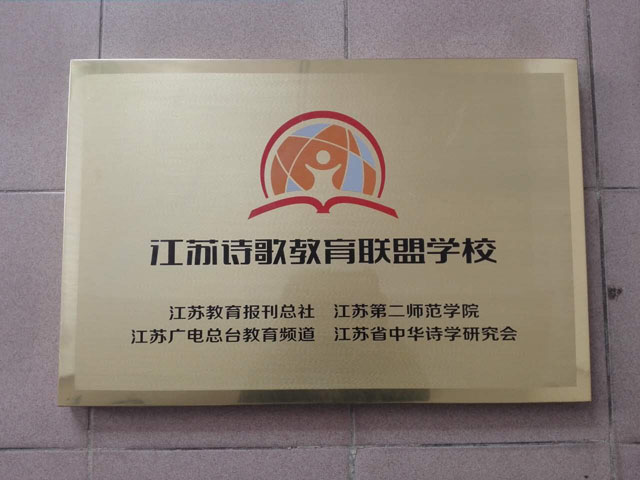 江苏诗歌教育联盟学校
江苏教育报刊总社 江苏第二师范学院
江苏广电总台教育频道 江苏省中华诗学研究会